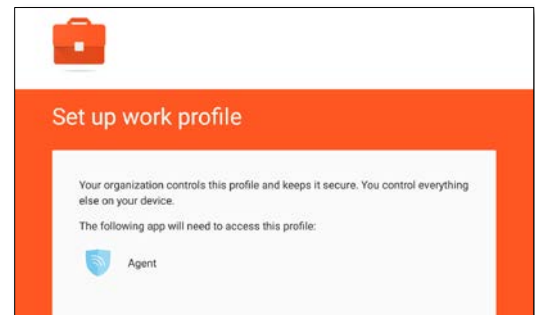 Set up work profile
Your organization controls this profile and keeps it secure. You control everything
else on your device.
The following app will need to access this profile:
Agent